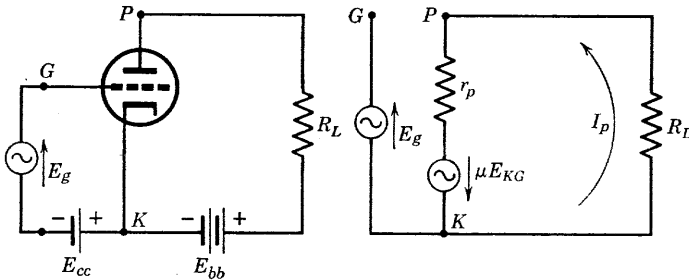 P
G
E_g
R_L
− +
E_cc
K
− +
E_bb
G
P
r_p
E_g
I_p
R_L
μE_KG
K